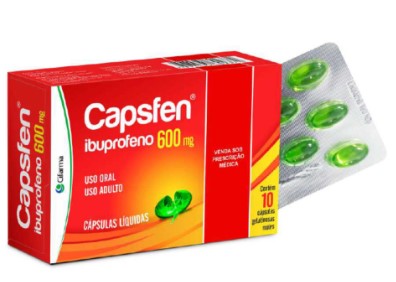 Capsfen®
ibuprofeno 600 mg
USO ORAL
USO ADULTO
CÁPSULAS LÍQUIDAS
VENDA SOB
PRESCRIÇÃO
MÉDICA
Contém
10
cápsulas
gelatinosas
moles
Cifarma
Capsfen®
ibuprofeno 600 mg